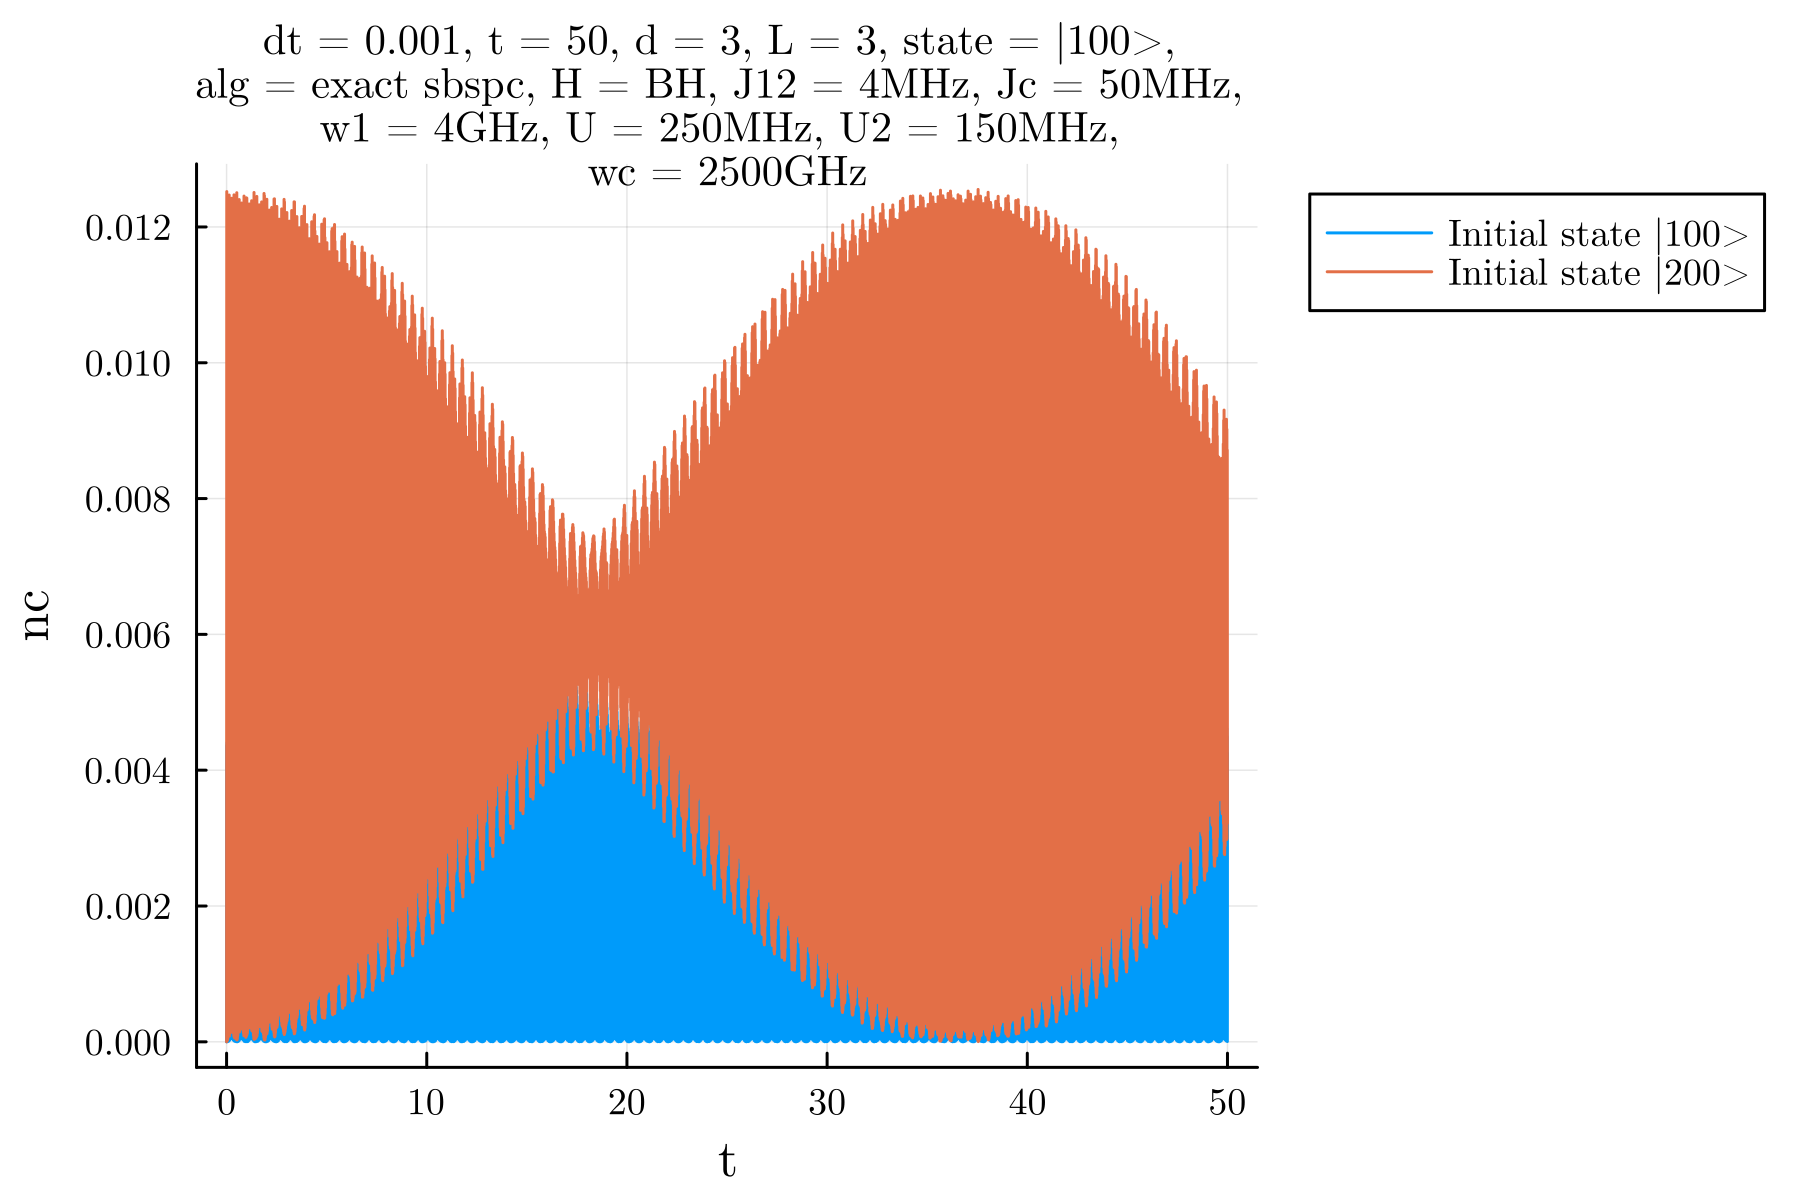 dt = 0.001, t = 50, d = 3, L = 3, state = |100>,
alg = exact sbspc, H = BH, J12 = 4MHz, Jc = 50MHz,
w1 = 4GHz, U = 250MHz, U2 = 150MHz,
wc = 2500GHz
Initial state |100>
Initial state |200>
0.012
0.010
0.008
0.006
0.004
0.002
0.000
nc
0 10 20 30 40 50
t